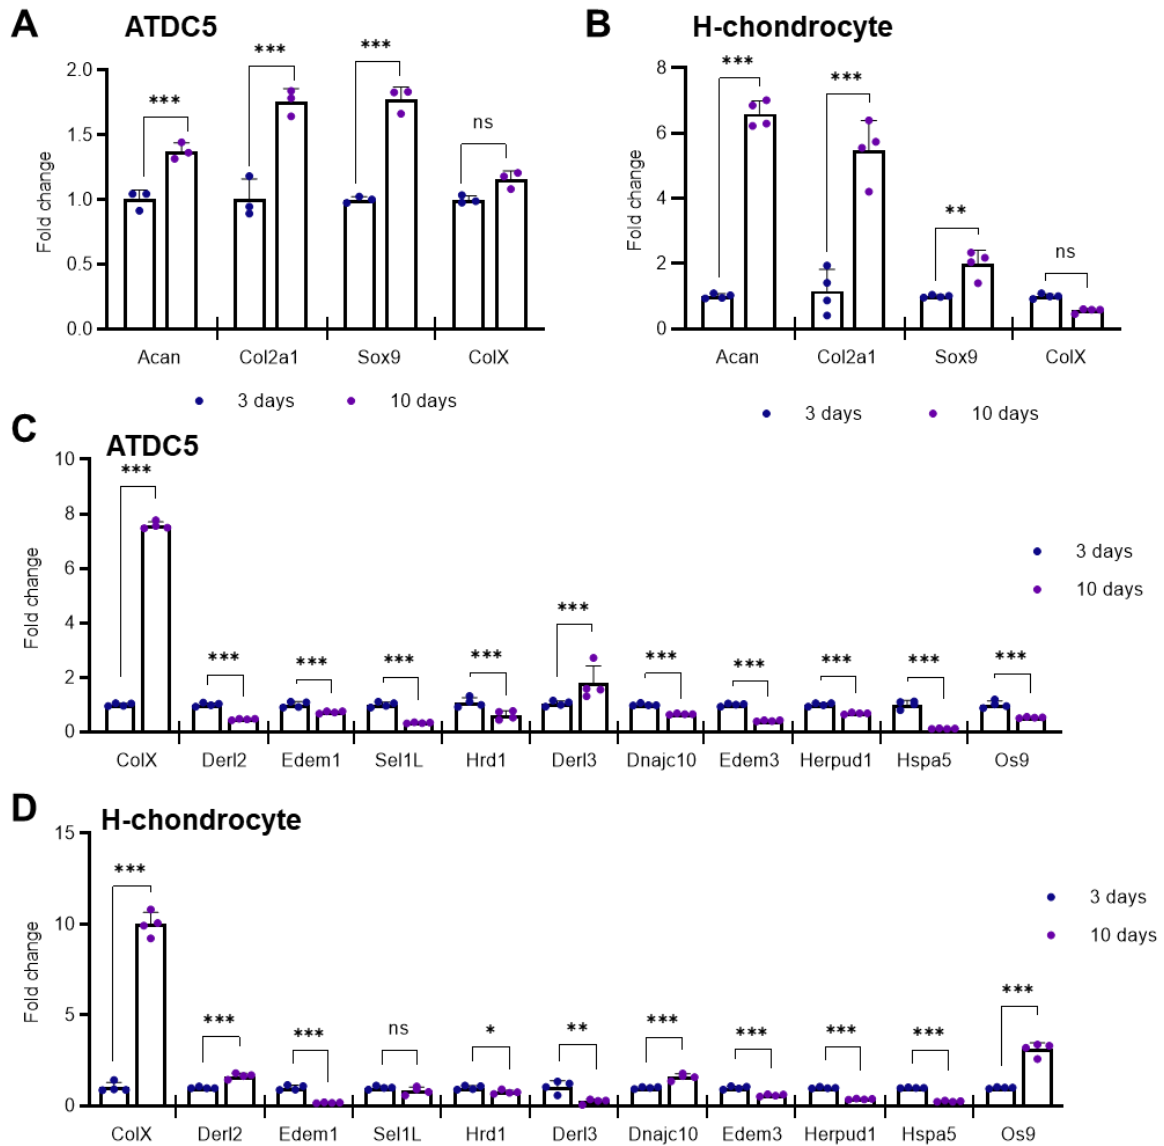 A ATDC5
*** *** *** ns
2.0
1.5
1.0
0.5
0.0
Fold change
Acan Col2a1 Sox9 ColX
3 days 10 days
B H-chondrocyte
*** *** ** ns
8
6
4
2
0
Fold change
Acan Col2a1 Sox9 ColX
3 days 10 days
C ATDC5
*** *** *** *** *** *** *** *** *** *** ***
10
8
6
4
2
0
Fold change
ColX Derl2 Edem1 Sel1L Hrd1 Derl3 Dnajc10 Edem3 Herpud1 Hspa5 Os9
3 days
10 days
D H-chondrocyte
*** *** *** ns * ** *** *** *** *** ***
15
10
5
0
Fold change
ColX Derl2 Edem1 Sel1L Hrd1 Derl3 Dnajc10 Edem3 Herpud1 Hspa5 Os9
3 days
10 days